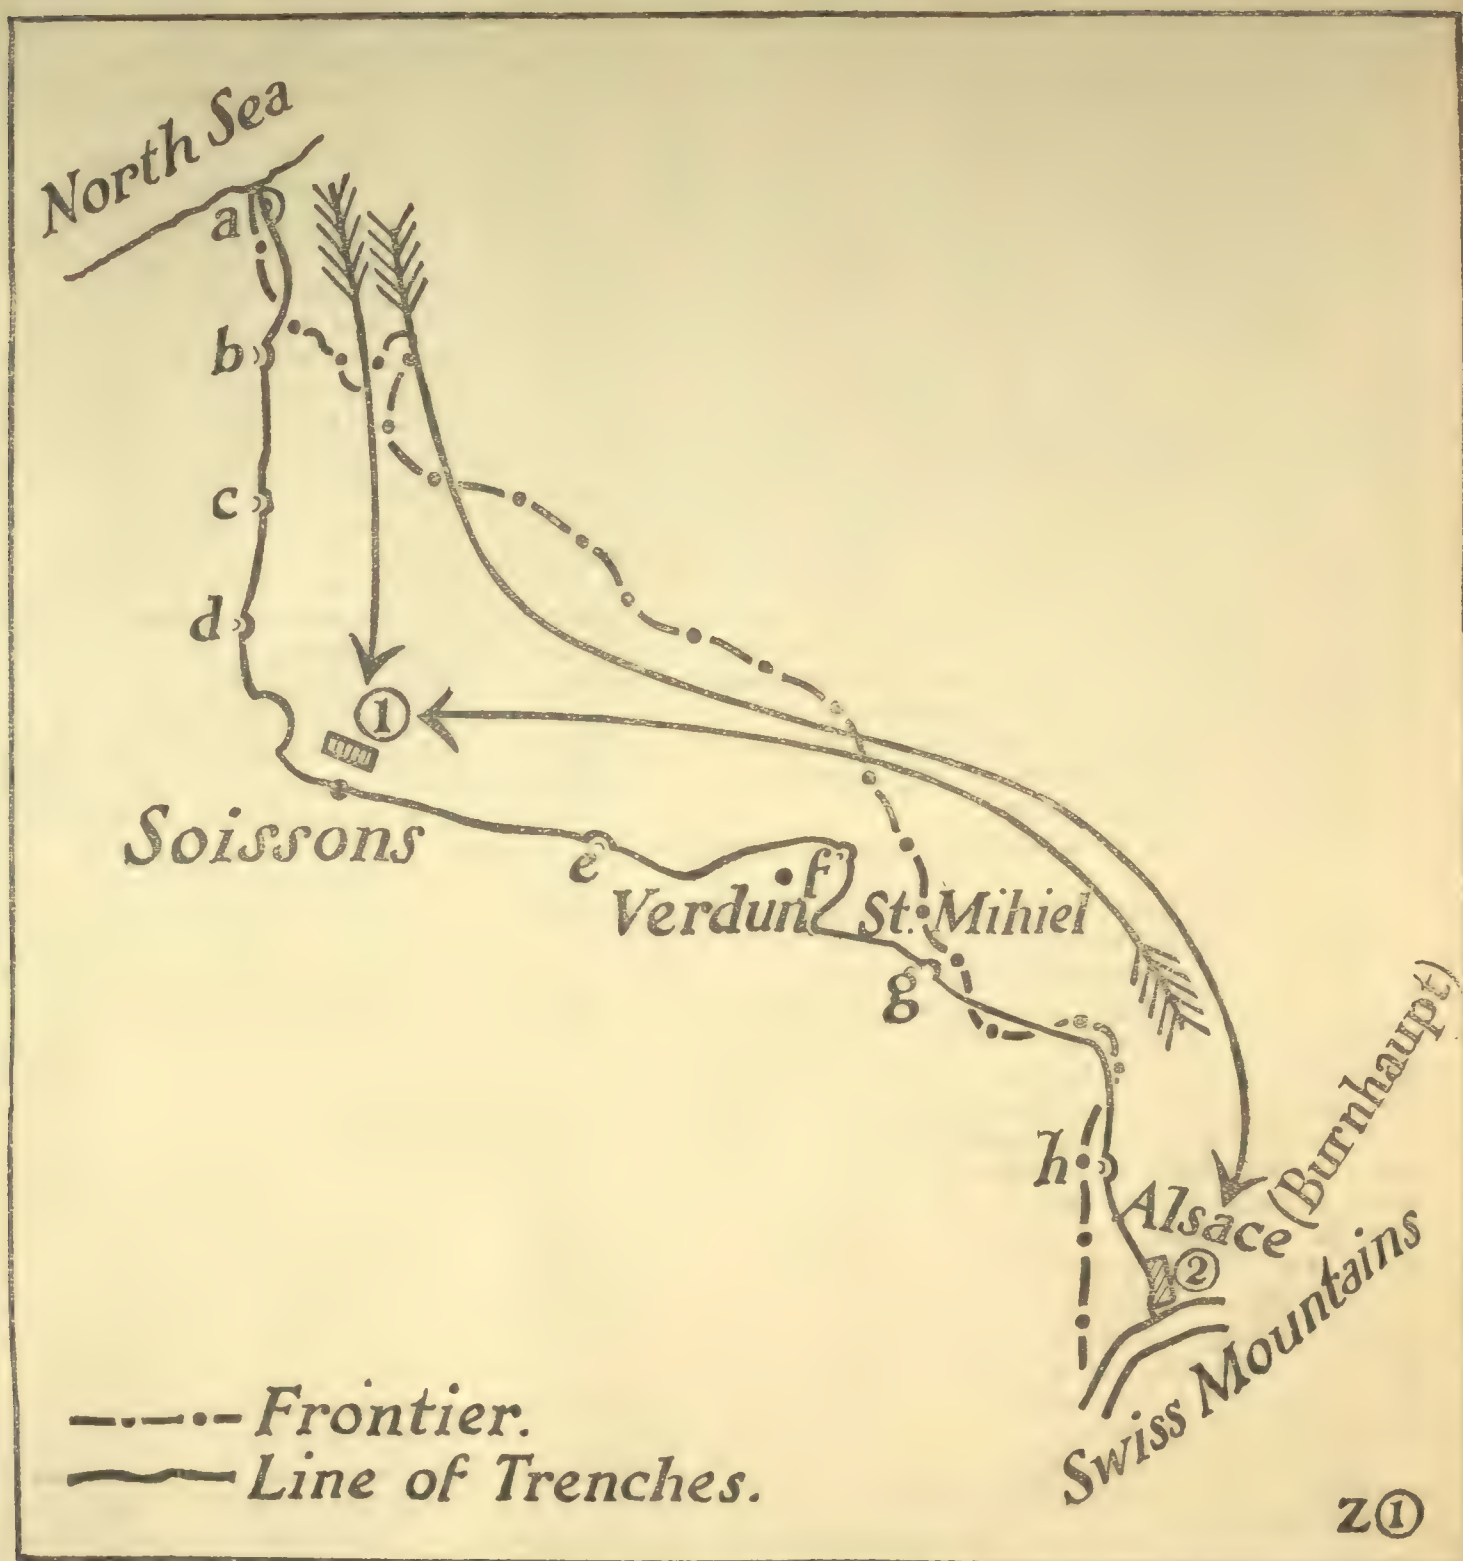 North Sea
a
b
c
d
①
Soissons
e
Verdun
f
St. Mihiel
g
h
Alsace (Burnhaupt)
②
Swiss Mountains
Frontier.
Line of Trenches.
Z①